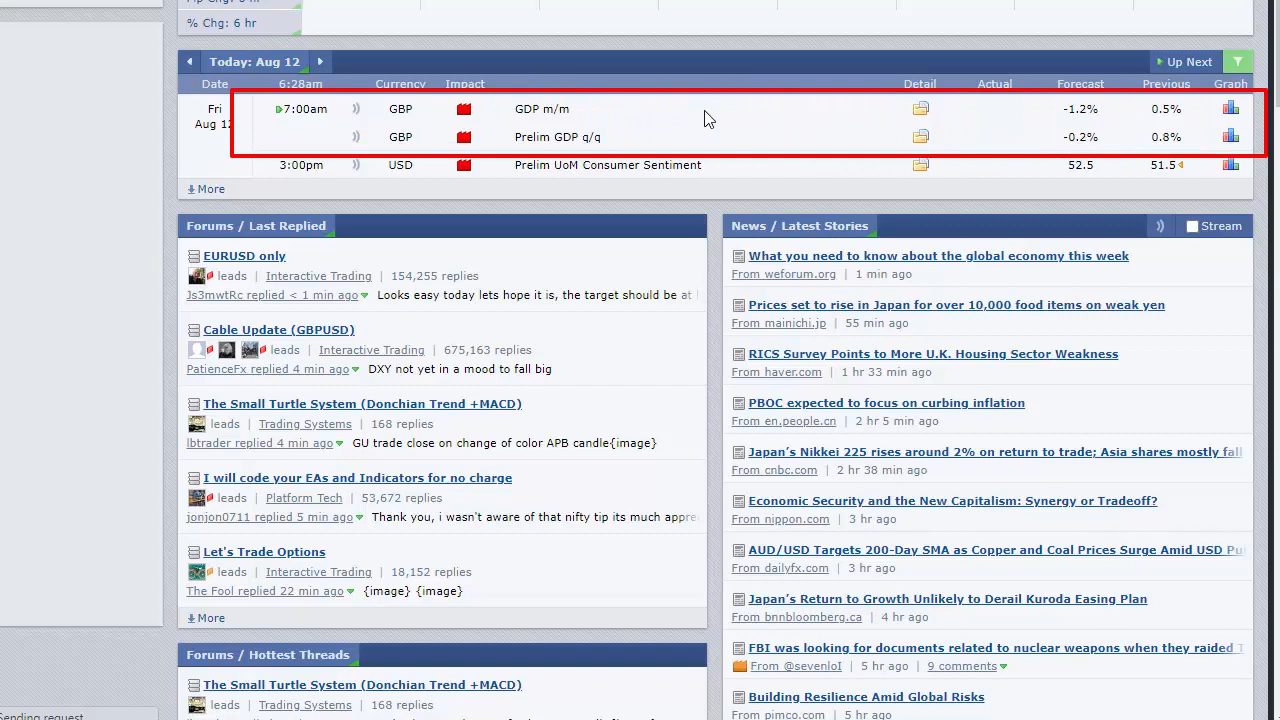 % Chg: 6 hr
Today: Aug 12
Up Next
Date 6:28am Currency Impact Detail Actual Forecast Previous Graph
Fri 7:00am GBP GDP m/m -1.2% 0.5%
Aug 12
GBP Prelim GDP q/q -0.2% 0.8%
3:00pm USD Prelim UoM Consumer Sentiment 52.5 51.5
More
Forums / Last Replied
EURUSD only
leads | Interactive Trading | 154,255 replies
Js3mwtRc replied < 1 min ago Looks easy today lets hope it is, the target should be at
Cable Update (GBPUSD)
leads | Interactive Trading | 675,163 replies
PatienceFx replied 4 min ago DXY not yet in a mood to fall big
The Small Turtle System (Donchian Trend +MACD)
leads | Trading Systems | 168 replies
lbtrader replied 4 min ago GU trade close on change of color APB candle{image}
I will code your EAs and Indicators for no charge
leads | Platform Tech | 53,672 replies
jonjon0711 replied 5 min ago Thank you, i wasn't aware of that nifty tip its much appre
Let's Trade Options
leads | Interactive Trading | 18,152 replies
The Fool replied 22 min ago {image} {image}
More
Forums / Hottest Threads
The Small Turtle System (Donchian Trend +MACD)
leads | Trading Systems | 168 replies
News / Latest Stories
Stream
What you need to know about the global economy this week
From weforum.org | 1 min ago
Prices set to rise in Japan for over 10,000 food items on weak yen
From mainichi.jp | 55 min ago
RICS Survey Points to More U.K. Housing Sector Weakness
From haver.com | 1 hr 33 min ago
PBOC expected to focus on curbing inflation
From en.people.cn | 2 hr 5 min ago
Japan's Nikkei 225 rises around 2% on return to trade; Asia shares mostly fall
From cnbc.com | 2 hr 38 min ago
Economic Security and the New Capitalism: Synergy or Tradeoff?
From nippon.com | 3 hr ago
AUD/USD Targets 200-Day SMA as Copper and Coal Prices Surge Amid USD Pu
From dailyfx.com | 3 hr ago
Japan's Return to Growth Unlikely to Derail Kuroda Easing Plan
From bnnbloomberg.ca | 4 hr ago
FBI was looking for documents related to nuclear weapons when they raided T
From @sevenloI | 5 hr ago | 9 comments
Building Resilience Amid Global Risks
From pimco.com | 5 hr ago
Sending request